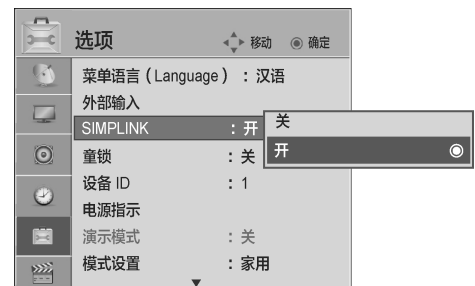 选项 移动 确定
菜单语言 ( Language ) : 汉语
外部输入
SIMPLINK : 开
关
开
童锁 : 关
设备 ID : 1
电源指示
演示模式 : 关
模式设置 : 家用